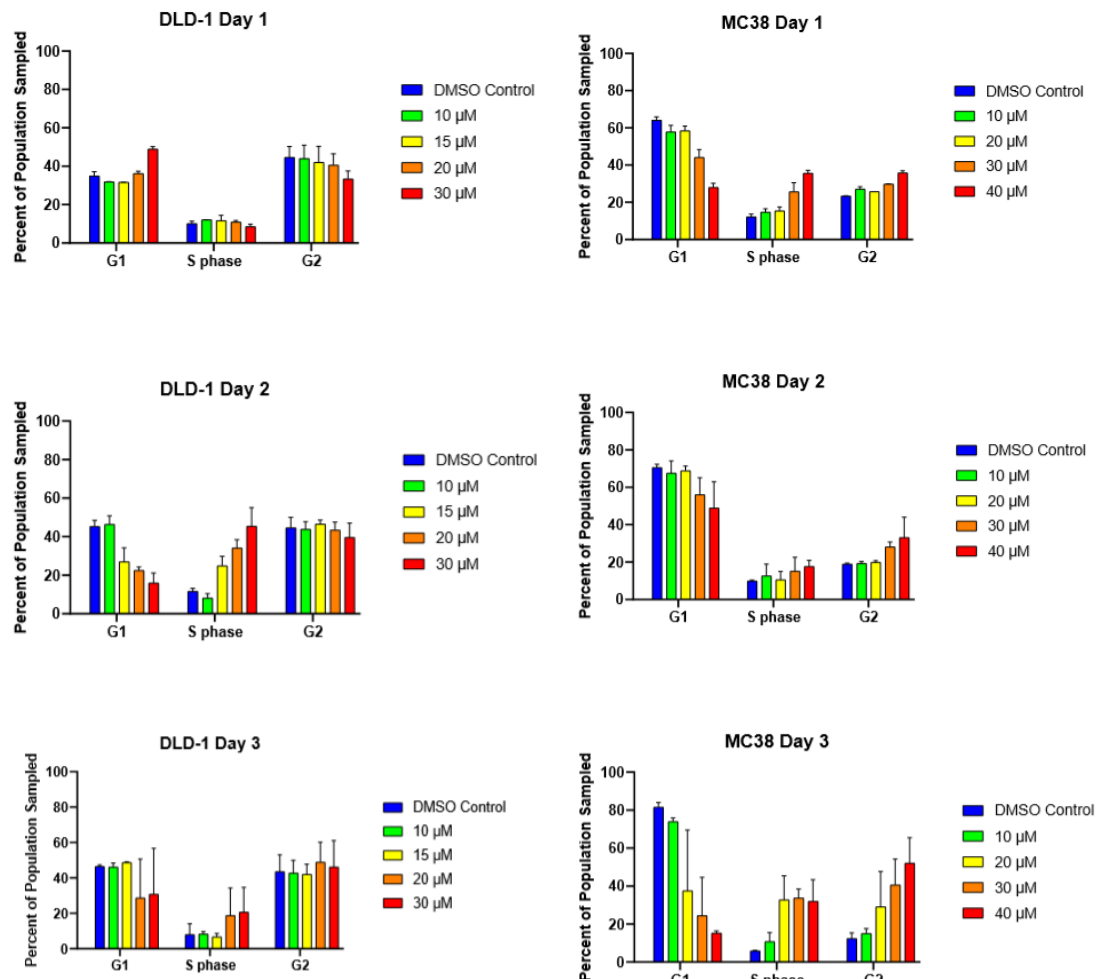 DLD-1 Day 1
Percent of Population Sampled
100
80
60
40
20
0
G1 S phase G2
DMSO Control
10 µM
15 µM
20 µM
30 µM
MC38 Day 1
Percent of Population Sampled
100
80
60
40
20
0
G1 S phase G2
DMSO Control
10 µM
20 µM
30 µM
40 µM
DLD-1 Day 2
Percent of Population Sampled
100
80
60
40
20
0
G1 S phase G2
DMSO Control
10 µM
15 µM
20 µM
30 µM
MC38 Day 2
Percent of Population Sampled
100
80
60
40
20
0
G1 S phase G2
DMSO Control
10 µM
20 µM
30 µM
40 µM
DLD-1 Day 3
Percent of Population Sampled
100
80
60
40
20
0
G1 S phase G2
DMSO Control
10 µM
15 µM
20 µM
30 µM
MC38 Day 3
Percent of Population Sampled
100
80
60
40
20
0
G1 S phase G2
DMSO Control
10 µM
20 µM
30 µM
40 µM